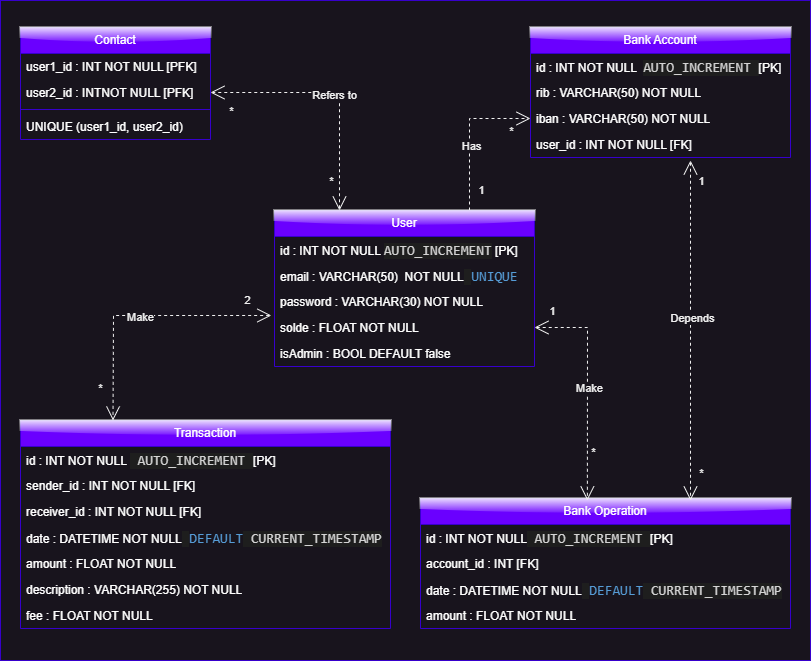 Contact
user1_id : INT NOT NULL [PFK]
user2_id : INTNOT NULL [PFK]
UNIQUE (user1_id, user2_id)
Bank Account
id : INT NOT NULL AUTO_INCREMENT [PK]
rib : VARCHAR(50) NOT NULL
iban : VARCHAR(50) NOT NULL
user_id : INT NOT NULL [FK]
Refers to
*
*
Has
*
1
User
id : INT NOT NULL AUTO_INCREMENT [PK]
email : VARCHAR(50) NOT NULL UNIQUE
password : VARCHAR(30) NOT NULL
solde : FLOAT NOT NULL
isAdmin : BOOL DEFAULT false
2
Make
*
1
Make
*
1
Depends
*
Transaction
id : INT NOT NULL AUTO_INCREMENT [PK]
sender_id : INT NOT NULL [FK]
receiver_id : INT NOT NULL [FK]
date : DATETIME NOT NULL DEFAULT CURRENT_TIMESTAMP
amount : FLOAT NOT NULL
description : VARCHAR(255) NOT NULL
fee : FLOAT NOT NULL
Bank Operation
id : INT NOT NULL AUTO_INCREMENT [PK]
account_id : INT [FK]
date : DATETIME NOT NULL DEFAULT CURRENT_TIMESTAMP
amount : FLOAT NOT NULL